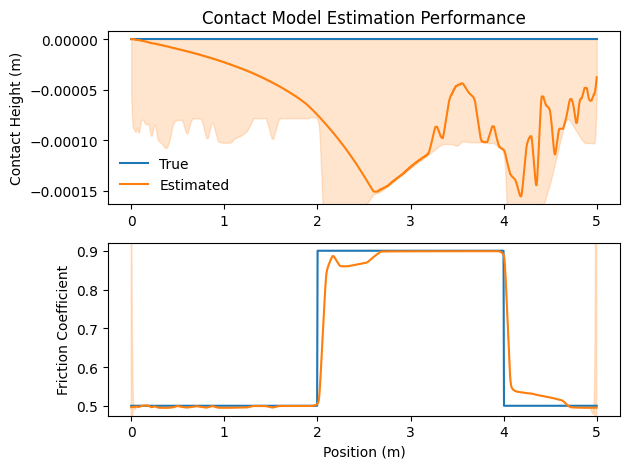 Contact Model Estimation Performance
Contact Height (m)
0.00000
−0.00005
−0.00010
−0.00015
True
Estimated
0 1 2 3 4 5
Friction Coefficient
0.9
0.8
0.7
0.6
0.5
0 1 2 3 4 5
Position (m)